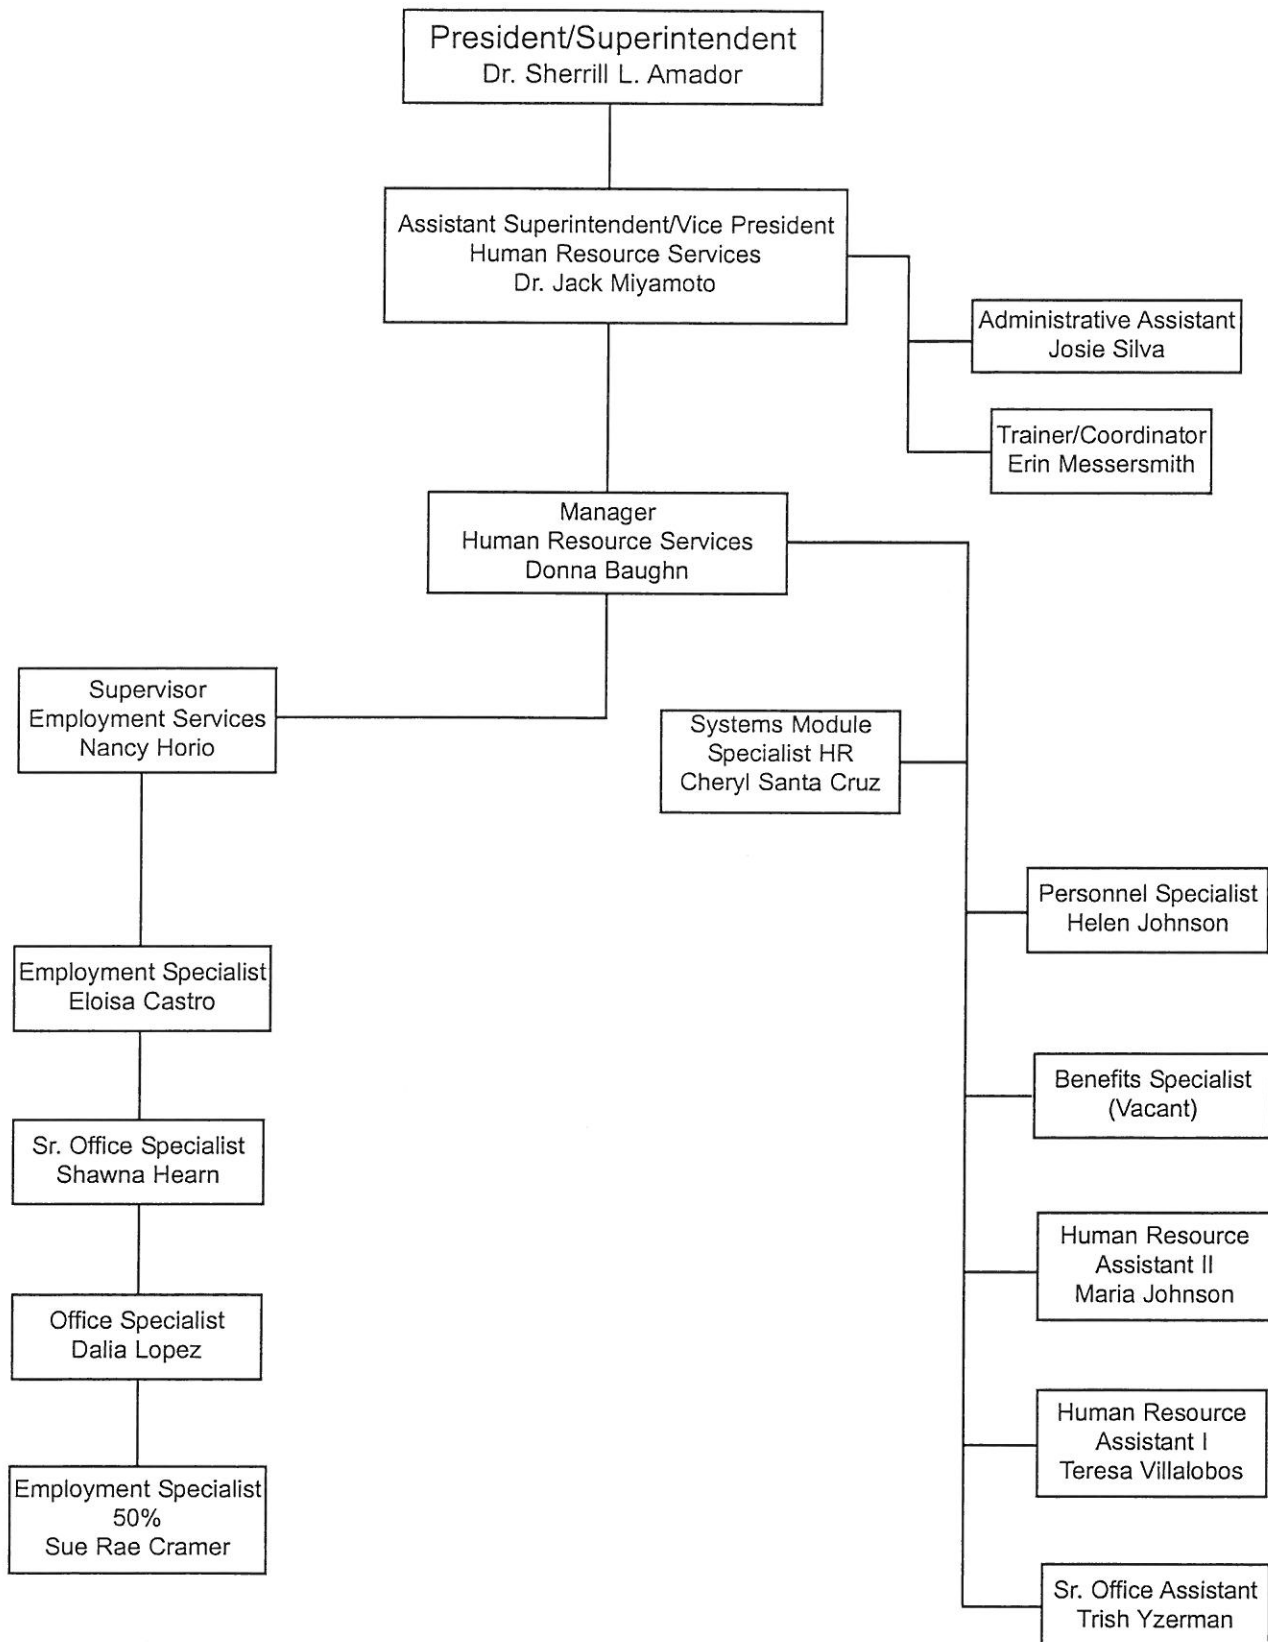 President/Superintendent
Dr. Sherrill L. Amador
Assistant Superintendent/Vice President
Human Resource Services
Dr. Jack Miyamoto
Administrative Assistant
Josie Silva
Trainer/Coordinator
Erin Messersmith
Manager
Human Resource Services
Donna Baughn
Supervisor
Employment Services
Nancy Horio
Systems Module
Specialist HR
Cheryl Santa Cruz
Personnel Specialist
Helen Johnson
Employment Specialist
Eloisa Castro
Benefits Specialist
(Vacant)
Sr. Office Specialist
Shawna Hearn
Human Resource
Assistant II
Maria Johnson
Office Specialist
Dalia Lopez
Human Resource
Assistant I
Teresa Villalobos
Employment Specialist
50%
Sue Rae Cramer
Sr. Office Assistant
Trish Yzerman